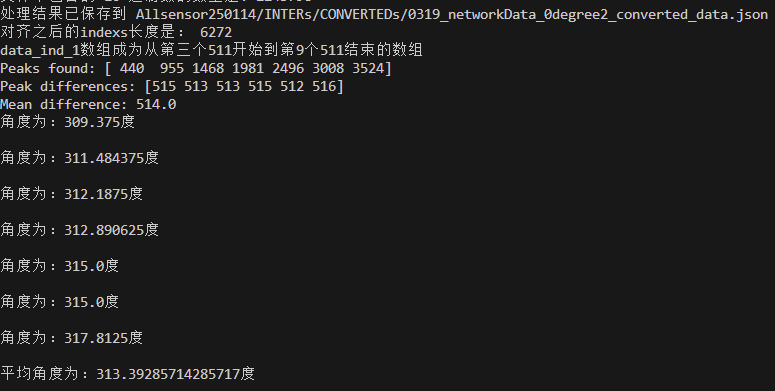 处理结果已保存到 Allsensor250114/INTERs/CONVERTEDs/0319_networkData_0degree2_converted_data.json
对齐之后的indexs长度是： 6272
data_ind_1数组成为从第三个511开始到第9个511结束的数组
Peaks found: [ 440  955 1468 1981 2496 3008 3524]
Peak differences: [515 513 513 515 512 516]
Mean difference: 514.0
角度为：309.375度
角度为：311.484375度
角度为：312.1875度
角度为：312.890625度
角度为：315.0度
角度为：315.0度
角度为：317.8125度
平均角度为：313.39285714285717度